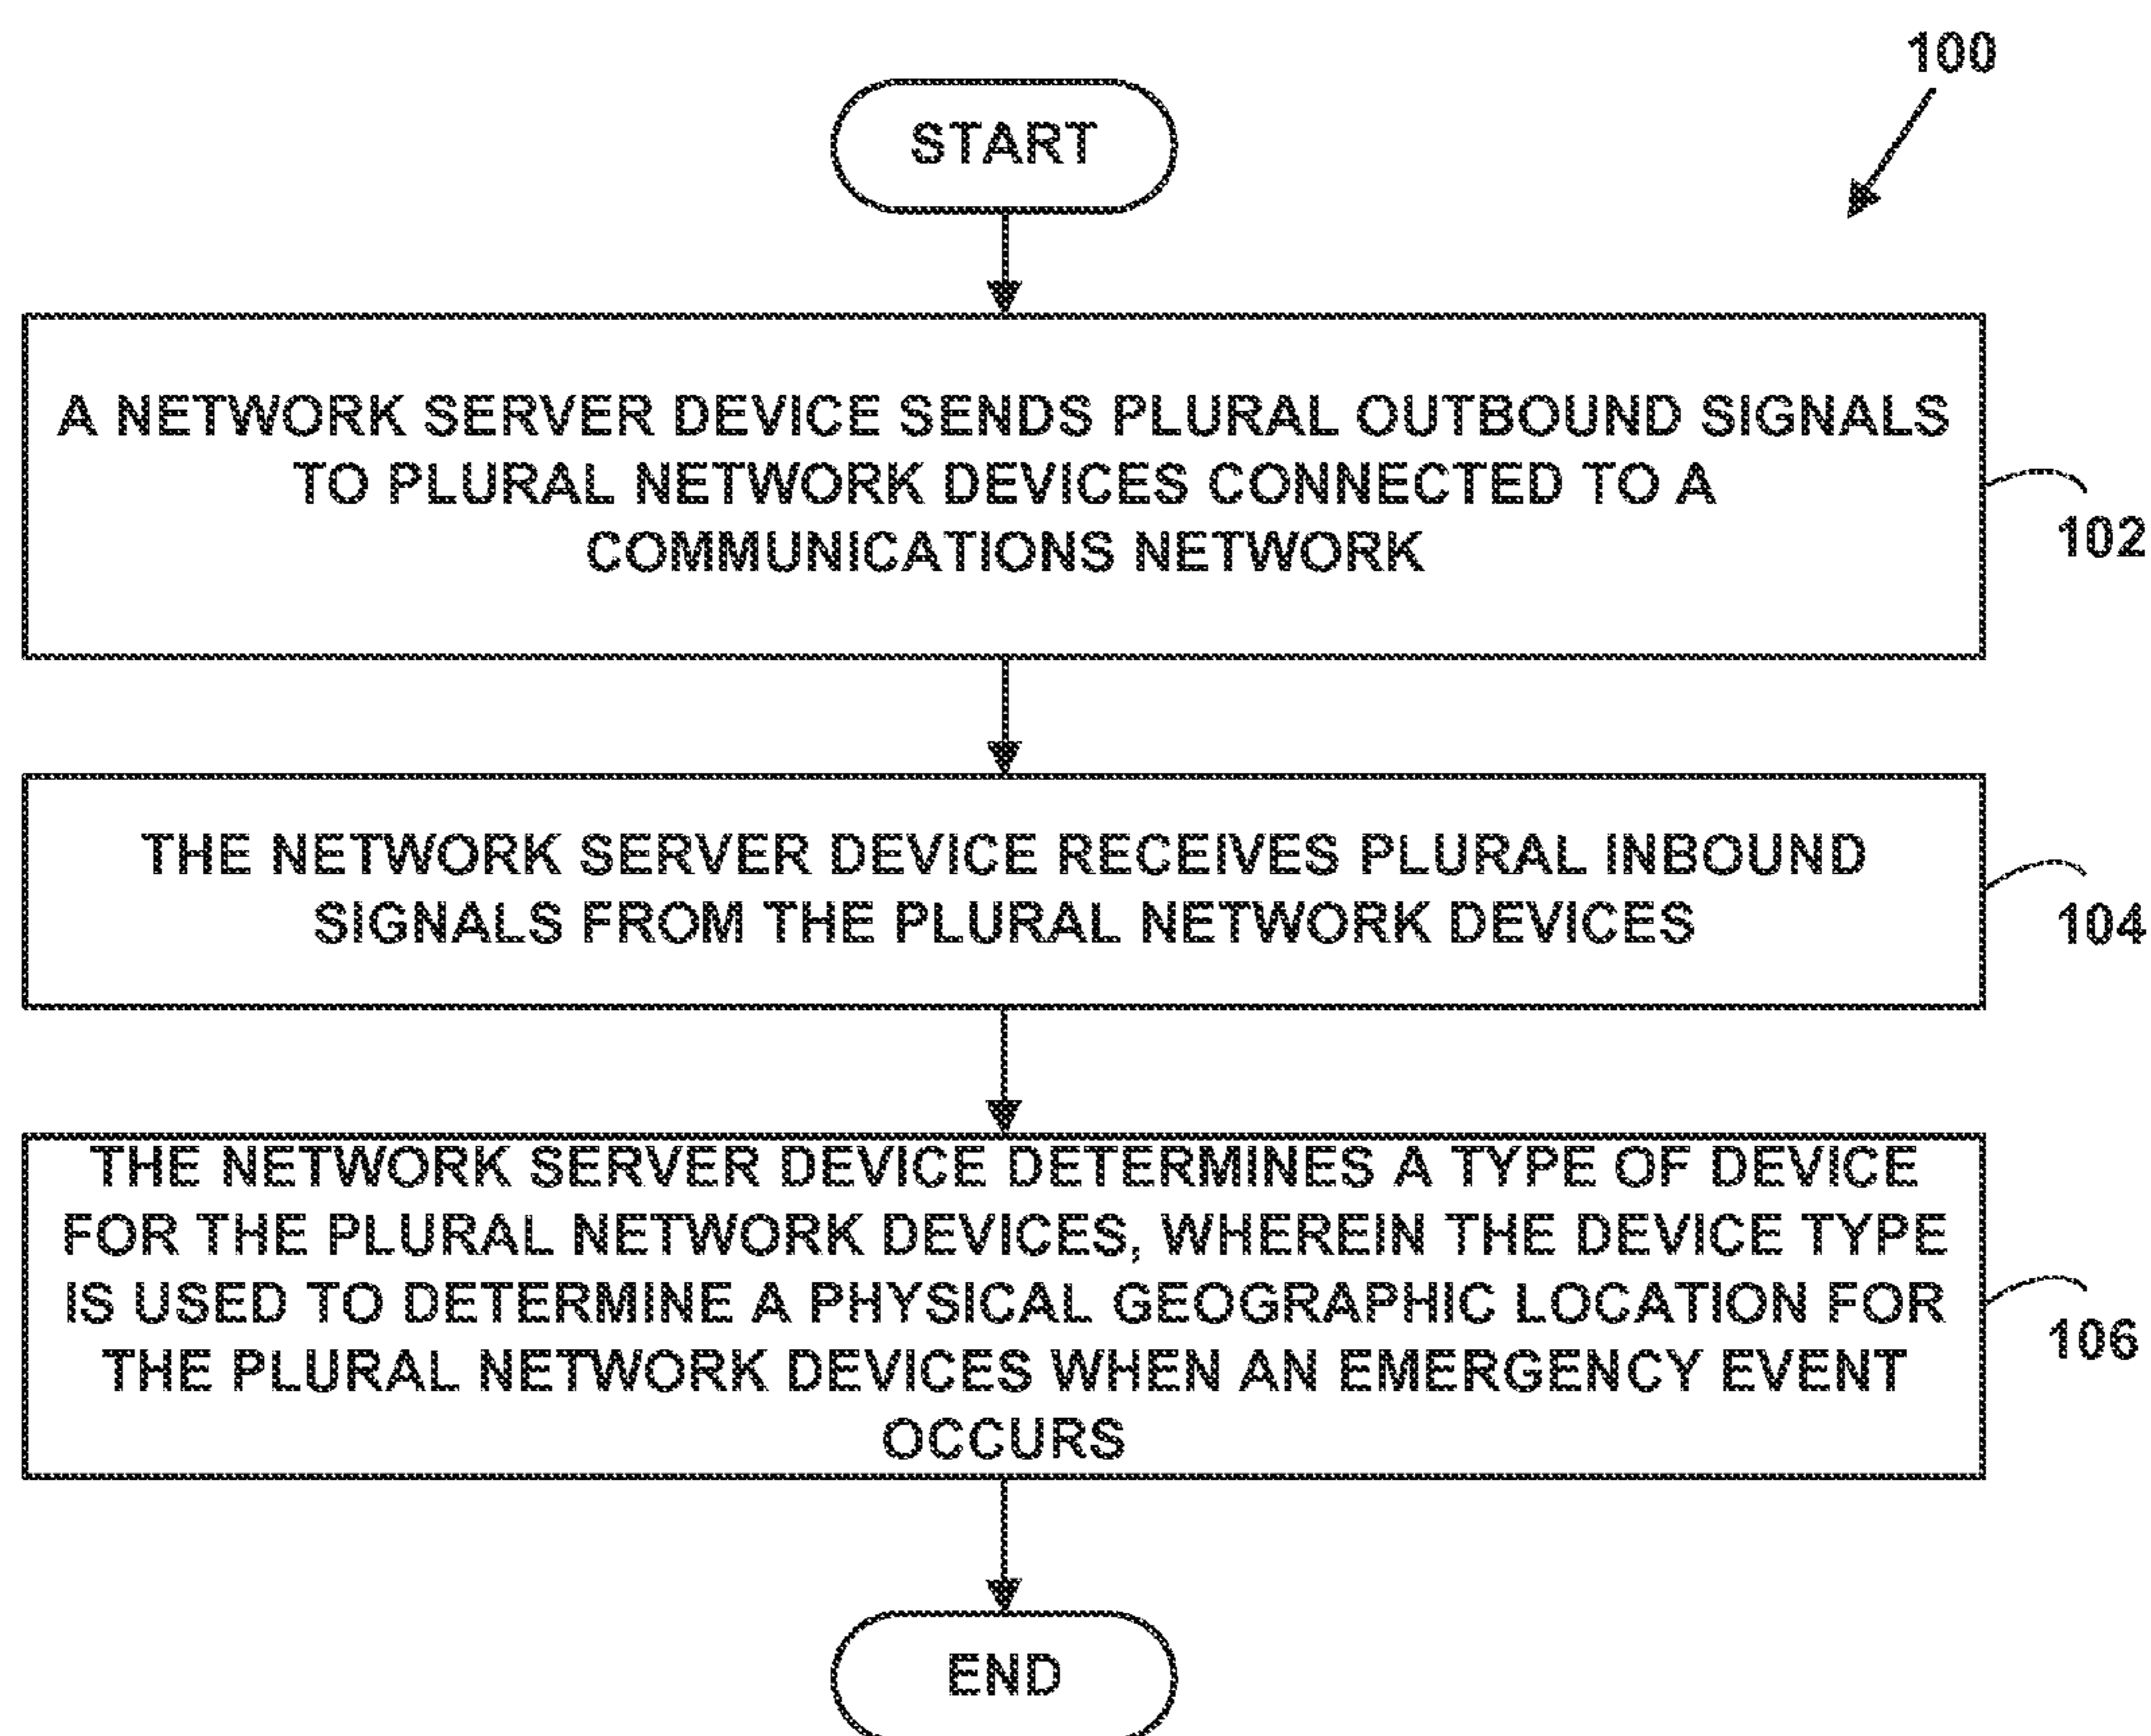 100
START
A NETWORK SERVER DEVICE SENDS PLURAL OUTBOUND SIGNALS
TO PLURAL NETWORK DEVICES CONNECTED TO A
COMMUNICATIONS NETWORK
102
THE NETWORK SERVER DEVICE RECEIVES PLURAL INBOUND
SIGNALS FROM THE PLURAL NETWORK DEVICES
104
THE NETWORK SERVER DEVICE DETERMINES A TYPE OF DEVICE
FOR THE PLURAL NETWORK DEVICES, WHEREIN THE DEVICE TYPE
IS USED TO DETERMINE A PHYSICAL GEOGRAPHIC LOCATION FOR
THE PLURAL NETWORK DEVICES WHEN AN EMERGENCY EVENT
OCCURS
106
END